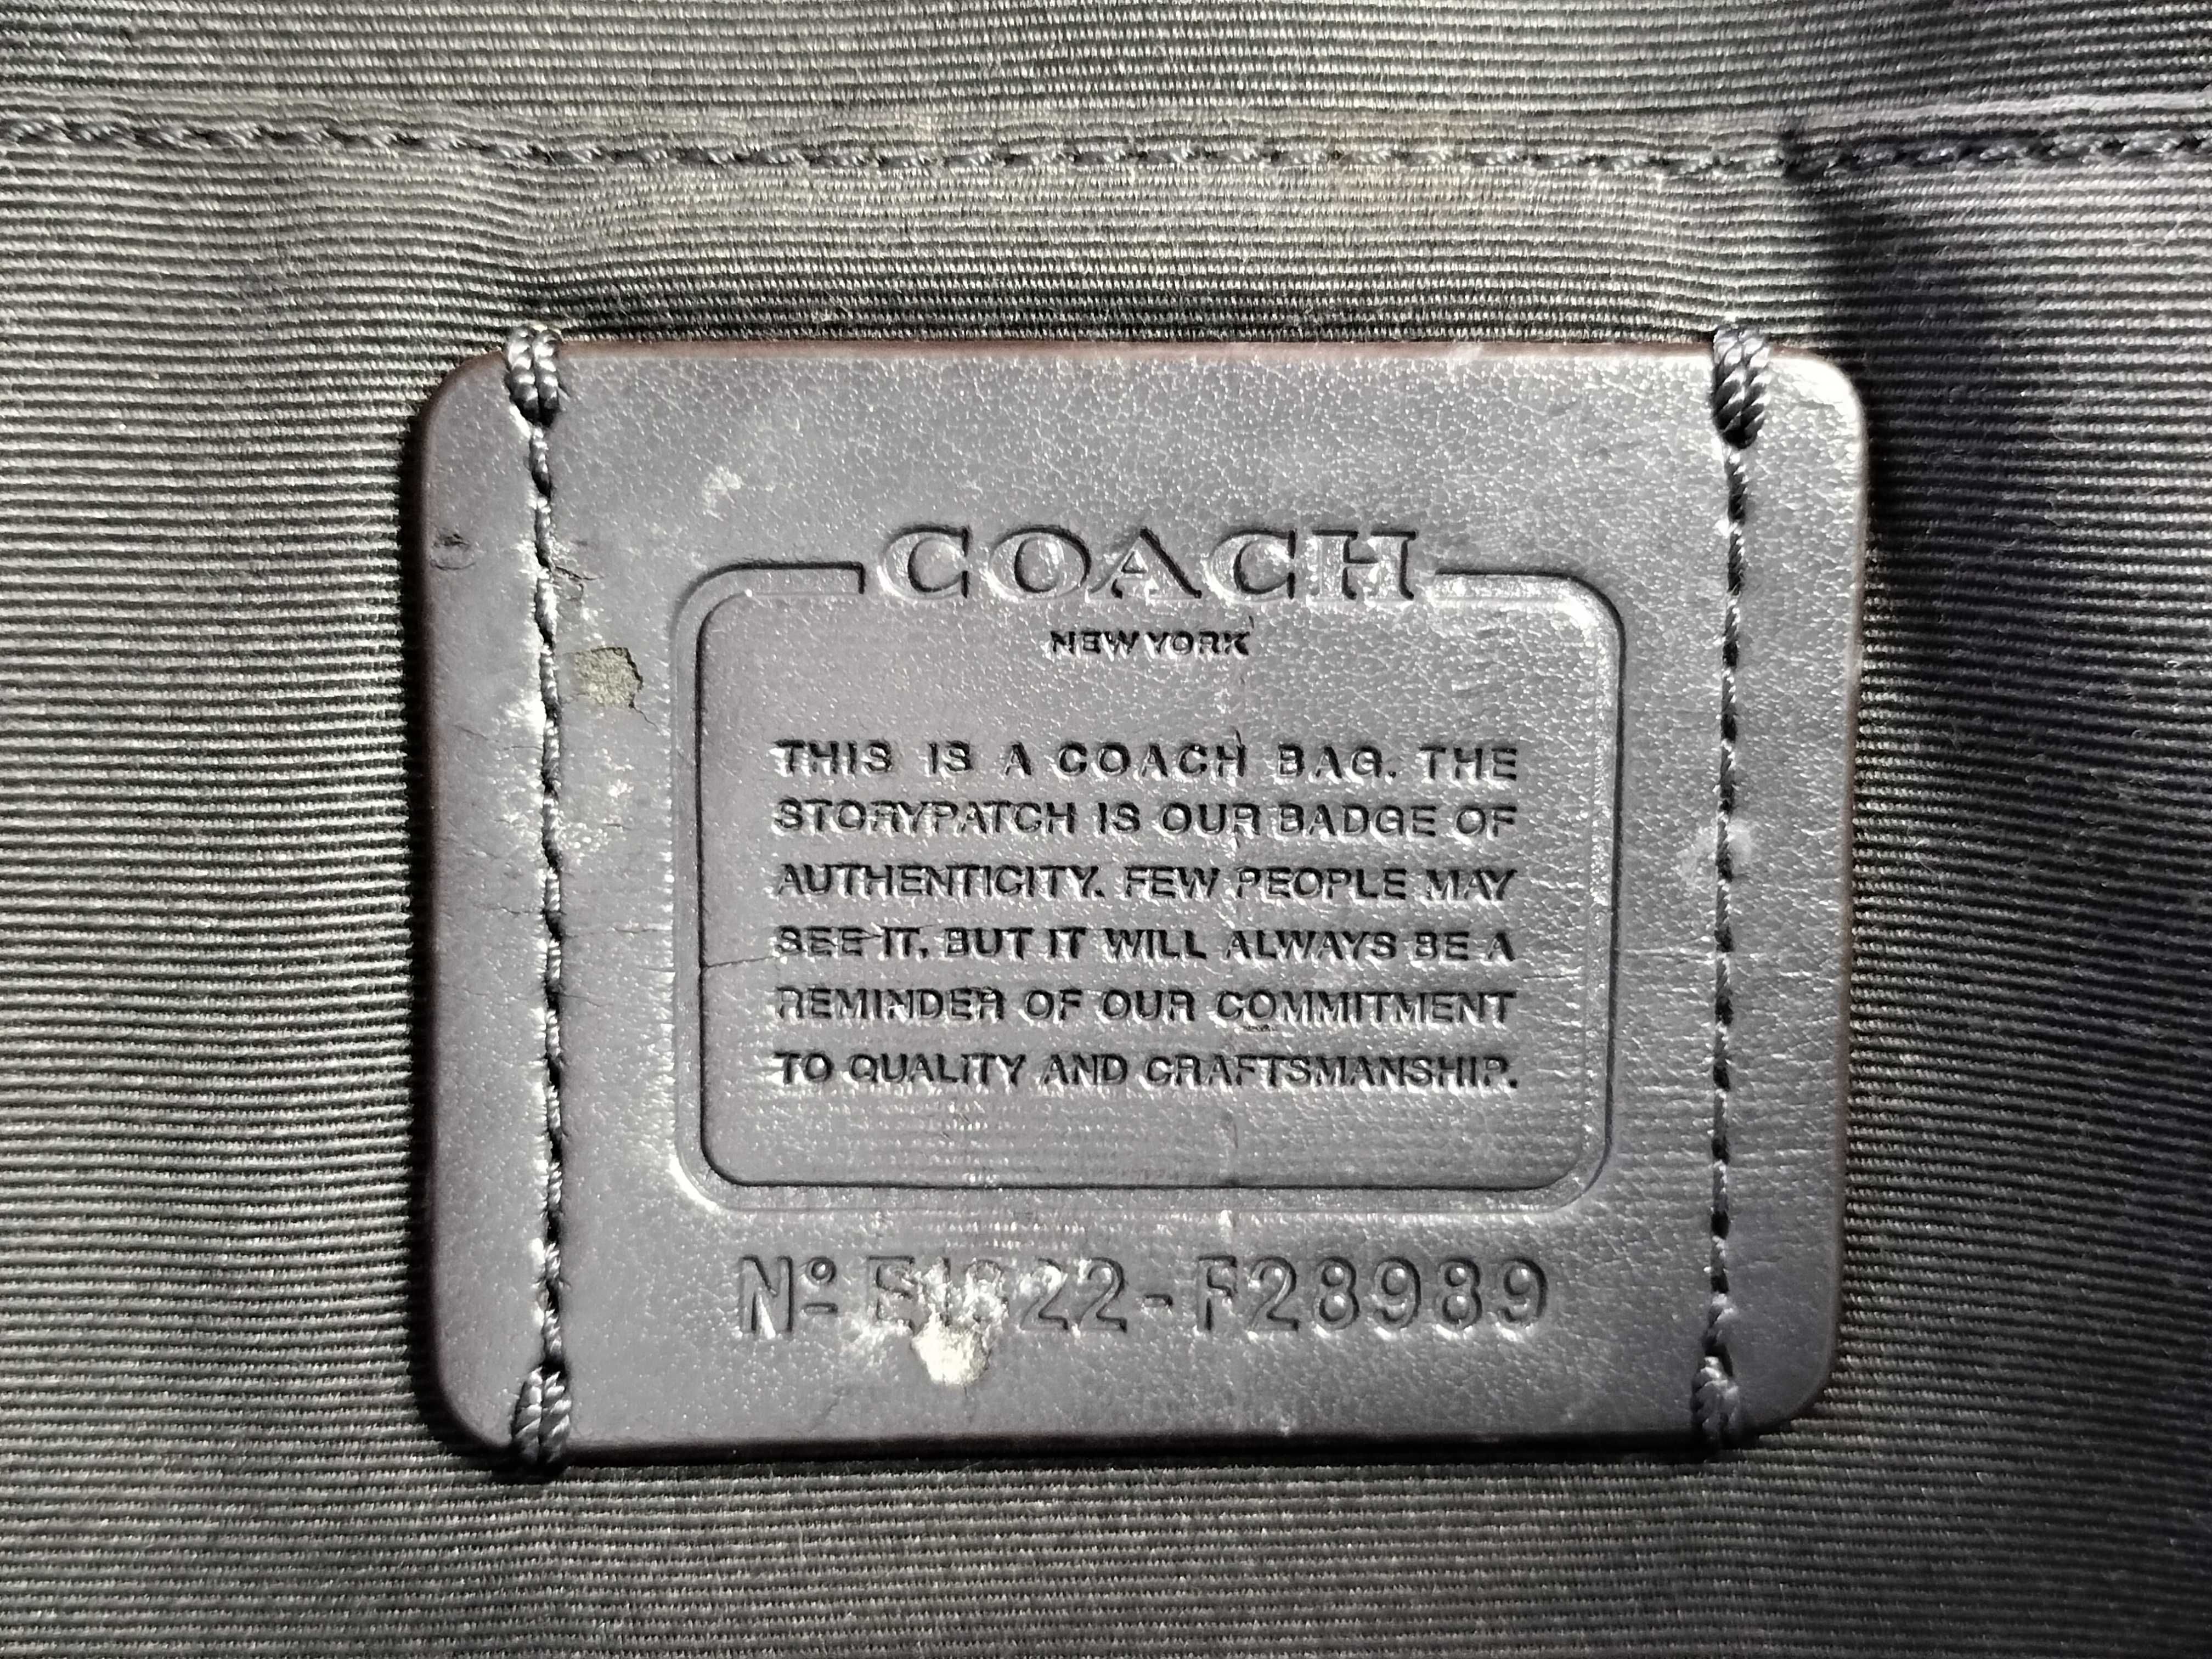 COACH
NEW YORK
THIS IS A COACH BAG. THE
STORYPATCH IS OUR BADGE OF
AUTHENTICITY. FEW PEOPLE MAY
SEE IT, BUT IT WILL ALWAYS BE A
REMINDER OF OUR COMMITMENT
TO QUALITY AND CRAFTSMANSHIP.
Nº E1822-F28989